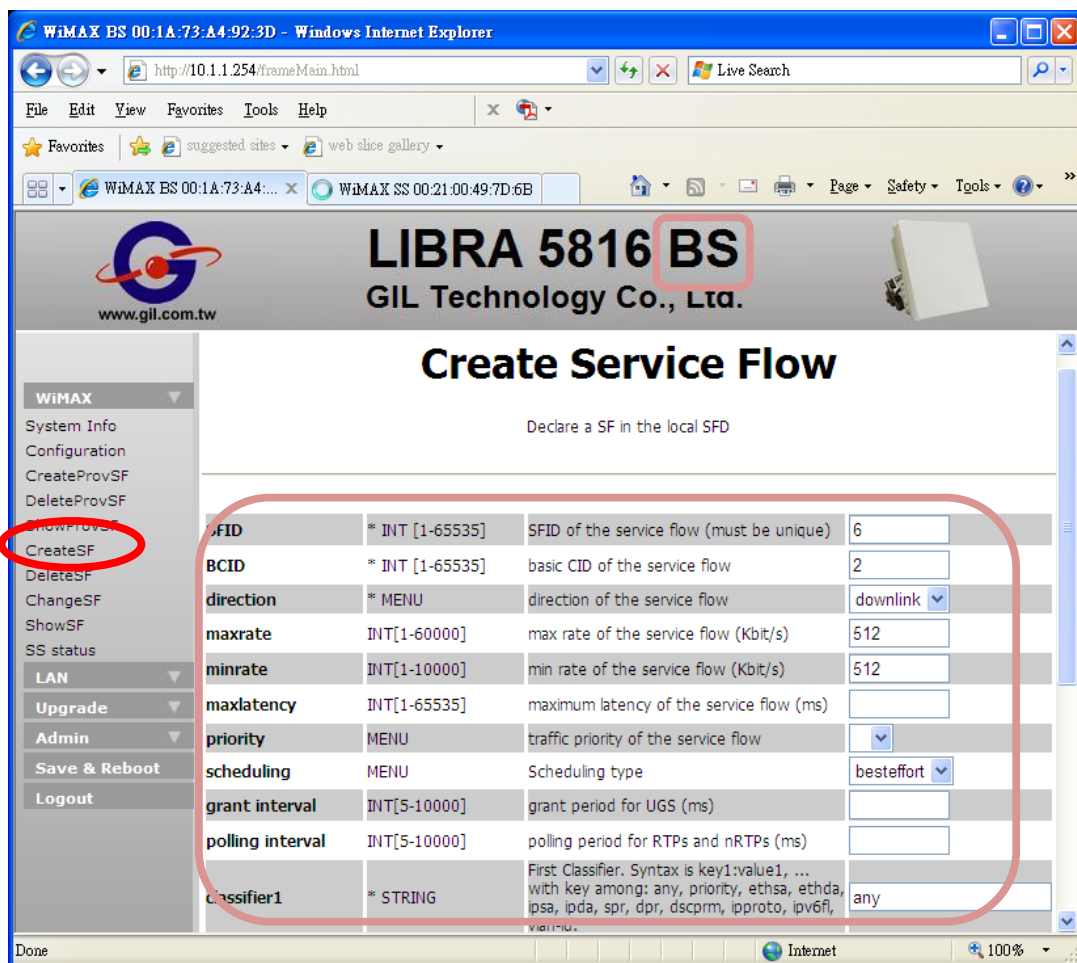 WiMAX BS 00:1A:73:A4:92:3D - Windows Internet Explorer
http://10.1.1.254/frameMain.html
Live Search
File Edit View Favorites Tools Help
Favorites suggested sites web slice gallery
WiMAX BS 00:1A:73:A4:... WiMAX SS 00:21:00:49:7D:6B Page Safety Tools »
LIBRA 5816 BS
GIL Technology Co., Ltd.
www.gil.com.tw
WiMAX
System Info
Configuration
CreateProvSF
DeleteProvSF
ShowProvSF
CreateSF
DeleteSF
ChangeSF
ShowSF
SS status
LAN
Upgrade
Admin
Save & Reboot
Logout
Create Service Flow
Declare a SF in the local SFD
SFID * INT [1-65535] SFID of the service flow (must be unique) 6
BCID * INT [1-65535] basic CID of the service flow 2
direction * MENU direction of the service flow downlink
maxrate INT[1-60000] max rate of the service flow (Kbit/s) 512
minrate INT[1-10000] min rate of the service flow (Kbit/s) 512
maxlatency INT[1-65535] maximum latency of the service flow (ms)
priority MENU traffic priority of the service flow
scheduling MENU Scheduling type besteffort
grant interval INT[5-10000] grant period for UGS (ms)
polling interval INT[5-10000] polling period for RTPs and nRTPs (ms)
classifier1 * STRING First Classifier. Syntax is key1:value1, ...
with key among: any, priority, ethsa, ethda, any
ipsa, ipda, spr, dpr, dscprm, ipproto, ipv6fl,
vlan-id.
Done Internet 100%